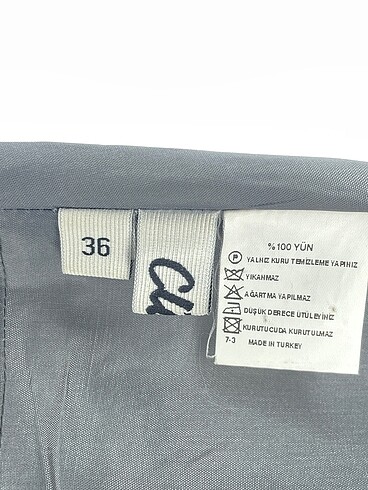 36
%100 YÜN
YALNIZ KURU TEMİZLEME YAPINIZ
YIKANMAZ
AĞARTMA YAPILMAZ
DÜŞÜK DERECE ÜTÜLEYİNİZ
KURUTUCUDA KURUTULMAZ
7-3 MADE IN TURKEY